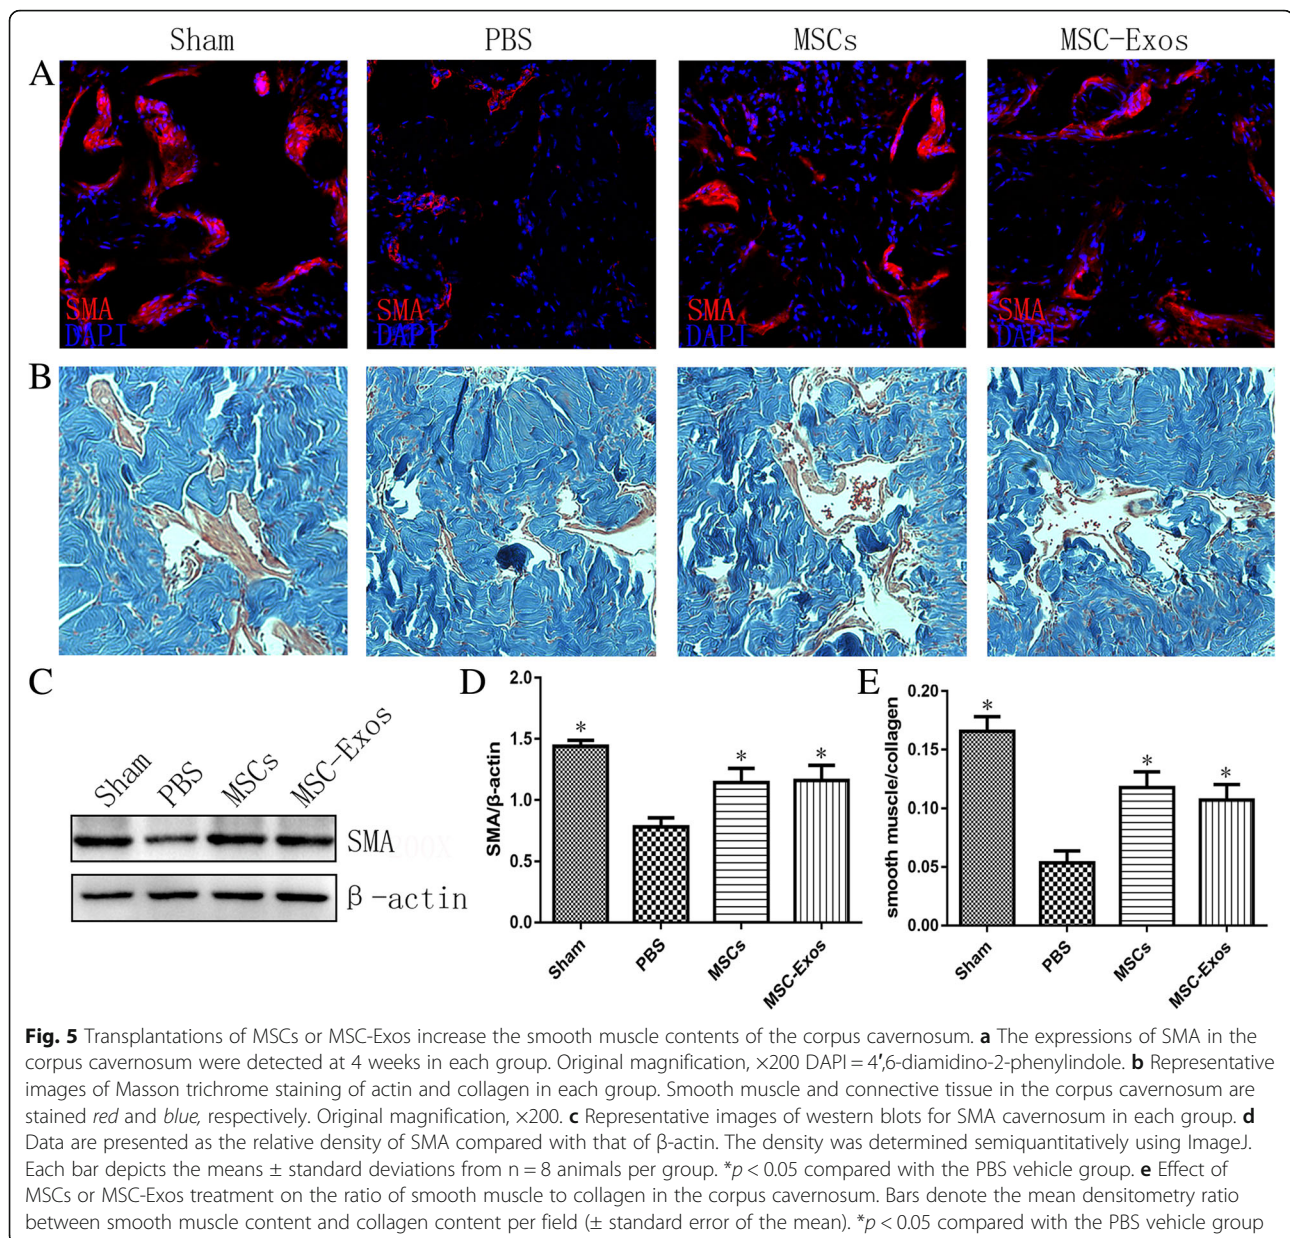 Sham PBS MSCs MSC-Exos
A
SMA SMA SMA SMA
DAPI DAPI DAPI DAPI
B
C
Sham PBS MSCs MSC-Exos
SMA
200X
β-actin
D
SMA/β-actin
2.0
1.5
1.0
0.5
0.0
* * *
Sham PBS MSCs MSC-Exos
E
smooth muscle/collagen
0.20
0.15
0.10
0.05
0.00
* * *
Sham PBS MSCs MSC-Exos
Fig. 5 Transplantations of MSCs or MSC-Exos increase the smooth muscle contents of the corpus cavernosum. a The expressions of SMA in the
corpus cavernosum were detected at 4 weeks in each group. Original magnification, ×200 DAPI = 4′,6-diamidino-2-phenylindole. b Representative
images of Masson trichrome staining of actin and collagen in each group. Smooth muscle and connective tissue in the corpus cavernosum are
stained red and blue, respectively. Original magnification, ×200. c Representative images of western blots for SMA cavernosum in each group. d
Data are presented as the relative density of SMA compared with that of β-actin. The density was determined semiquantitatively using ImageJ.
Each bar depicts the means ± standard deviations from n = 8 animals per group. *p < 0.05 compared with the PBS vehicle group. e Effect of
MSCs or MSC-Exos treatment on the ratio of smooth muscle to collagen in the corpus cavernosum. Bars denote the mean densitometry ratio
between smooth muscle content and collagen content per field (± standard error of the mean). *p < 0.05 compared with the PBS vehicle group